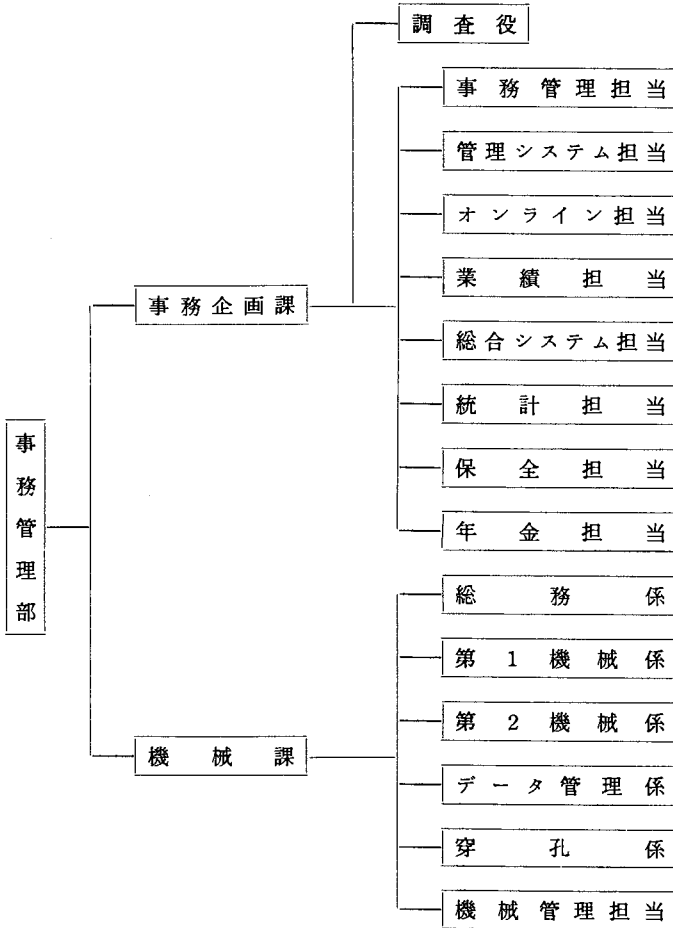 調査役
事務管理担当
管理システム担当
オンライン担当
業績担当
事務企画課
総合システム担当
統計担当
事務管理部
保全担当
年金担当
総務係
第1機械係
第2機械係
機械課
データ管理係
穿孔係
機械管理担当